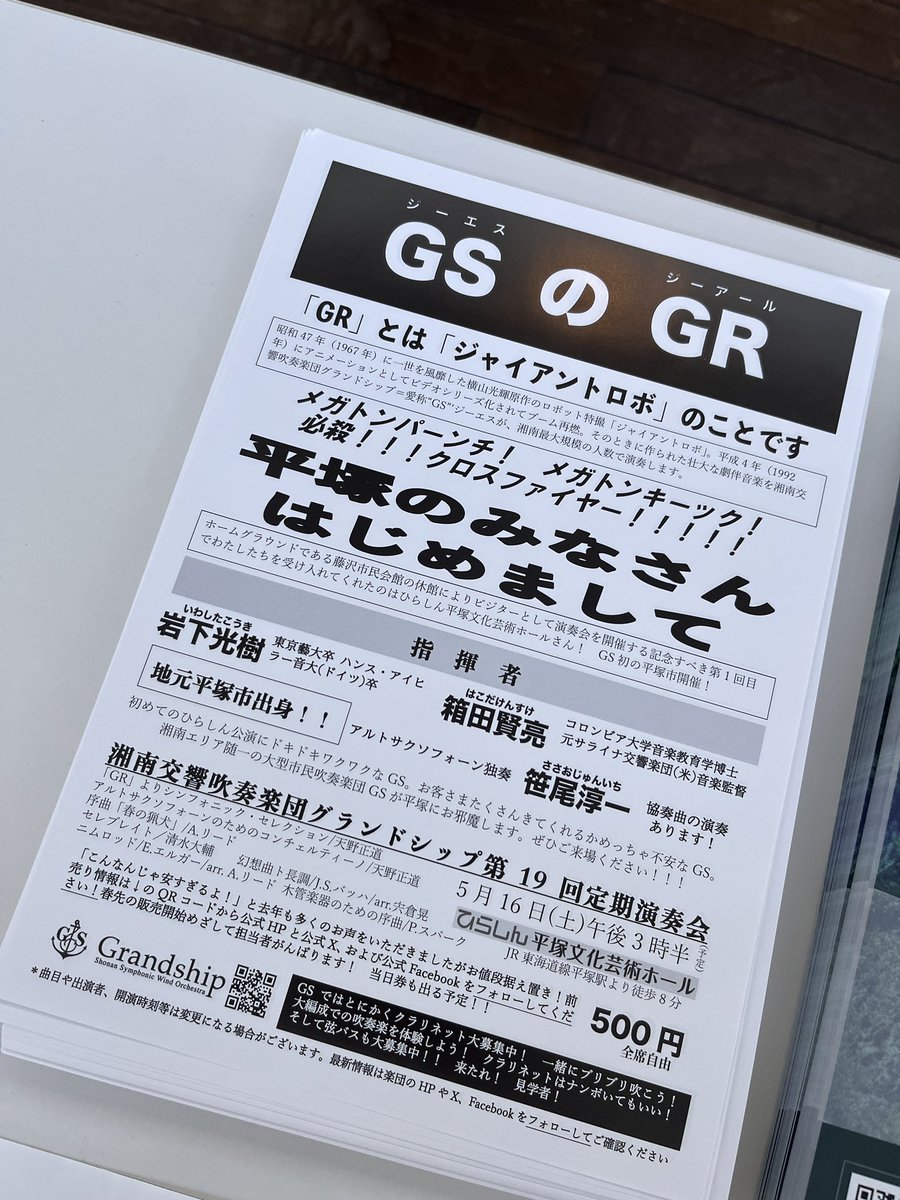 ジーエス ジーアール
GS の GR
「GR」とは「ジャイアントロボ」のことです
昭和47年（1967年）に一世を風靡した横山光輝原作のロボット特撮「ジャイアントロボ」。平成4年（1992
年）にアニメーションとしてビデオシリーズ化されてブーム再燃。そのときに作られた壮大な劇伴音楽を湘南交
響吹奏楽団グランドシップ＝愛称“GS”ジーエスが、湘南最大規模の人数で演奏します。
メガトンパーンチ！ メガトンキーック！
必殺！！！クロスファイヤー！！！！！
平塚のみなさん
はじめまして
ホームグラウンドである藤沢市民会館の休館によりビジターとして演奏会を開催する記念すべき第1回目
でわたしたちを受け入れてくれたのはひらしん平塚文化芸術ホールさん！ GS初の平塚市開催！
指揮者
いわしたこうき
岩下光樹
東京藝大卒 ハンス・アイヒ
ラー音大(ドイツ)卒
はこだけんすけ
箱田賢亮
コロンビア大学音楽教育学博士
元サライナ交響楽団(米)音楽監督
地元平塚市出身！！
アルトサクソフォーン独奏
ささおじゅんいち
笹尾淳一
協奏曲の演奏
あります！
初めてのひらしん公演にドキドキワクワクなGS。お客さまたくさんきてくれるかめっちゃ不安なGS。
湘南エリア随一の大型市民吹奏楽団GSが平塚にお邪魔します。ぜひご来場ください！！！
湘南交響吹奏楽団グランドシップ第19回定期演奏会
「GR」よりシンフォニック・セレクション/天野正道
アルトサクソフォーンのためのコンチェルティーノ/天野正道
序曲「春の猟犬」/A.リード 幻想曲ト長調/J.S.バッハ/arr.宍倉晃
セレブレイト/清水大輔 木管楽器のための序曲/P.スパーク
ニムロッド/E.エルガー/arr. A.リード
5月16日(土)午後3時半(予定)
ひらしん平塚文化芸術ホール
JR東海道線平塚駅より徒歩8分
「こんなんじゃ安すぎるよ！」と去年も多くのお声をいただきましたがお値段据え置き！前
売り情報は↓のQRコードから公式HPと公式X、および公式Facebookをフォローしてくだ
さい！春先の販売開始めざして担当者がんばります！ 当日券も出る予定！！
500円
全席自由
GS
Grandship
Shonan Symphonic Wind Orchestra
GSではとにかくクラリネット大募集中！ 一緒にブリブリ吹こう！
大編成での吹奏楽を体験しよう！ クラリネットはナンボいてもいい！
そして弦バスも大募集中！！ 来たれ！ 見学者！
*曲目や出演者、開演時刻等は変更になる場合がございます。最新情報は楽団のHPやX、Facebookをフォローしてご確認ください